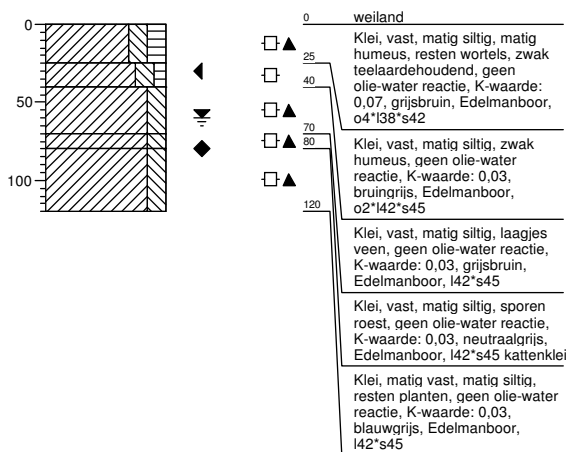 0
50
100
0
weiland
Klei, vast, matig siltig, matig
humeus, resten wortels, zwak
teelaardehoudend, geen
olie-water reactie, K-waarde:
0,07, grijsbruin, Edelmanboor,
o4*l38*s42
25
Klei, vast, matig siltig, zwak
humeus, geen olie-water
reactie, K-waarde: 0,03,
bruingrijs, Edelmanboor,
o2*l42*s45
40
Klei, vast, matig siltig, laagjes
veen, geen olie-water reactie,
K-waarde: 0,03, grijsbruin,
Edelmanboor, l42*s45
70
Klei, vast, matig siltig, sporen
roest, geen olie-water reactie,
K-waarde: 0,03, neutraalgrijs,
Edelmanboor, l42*s45 kattenklei
80
Klei, matig vast, matig siltig,
resten planten, geen olie-water
reactie, K-waarde: 0,03,
blauwgrijs, Edelmanboor,
l42*s45
120